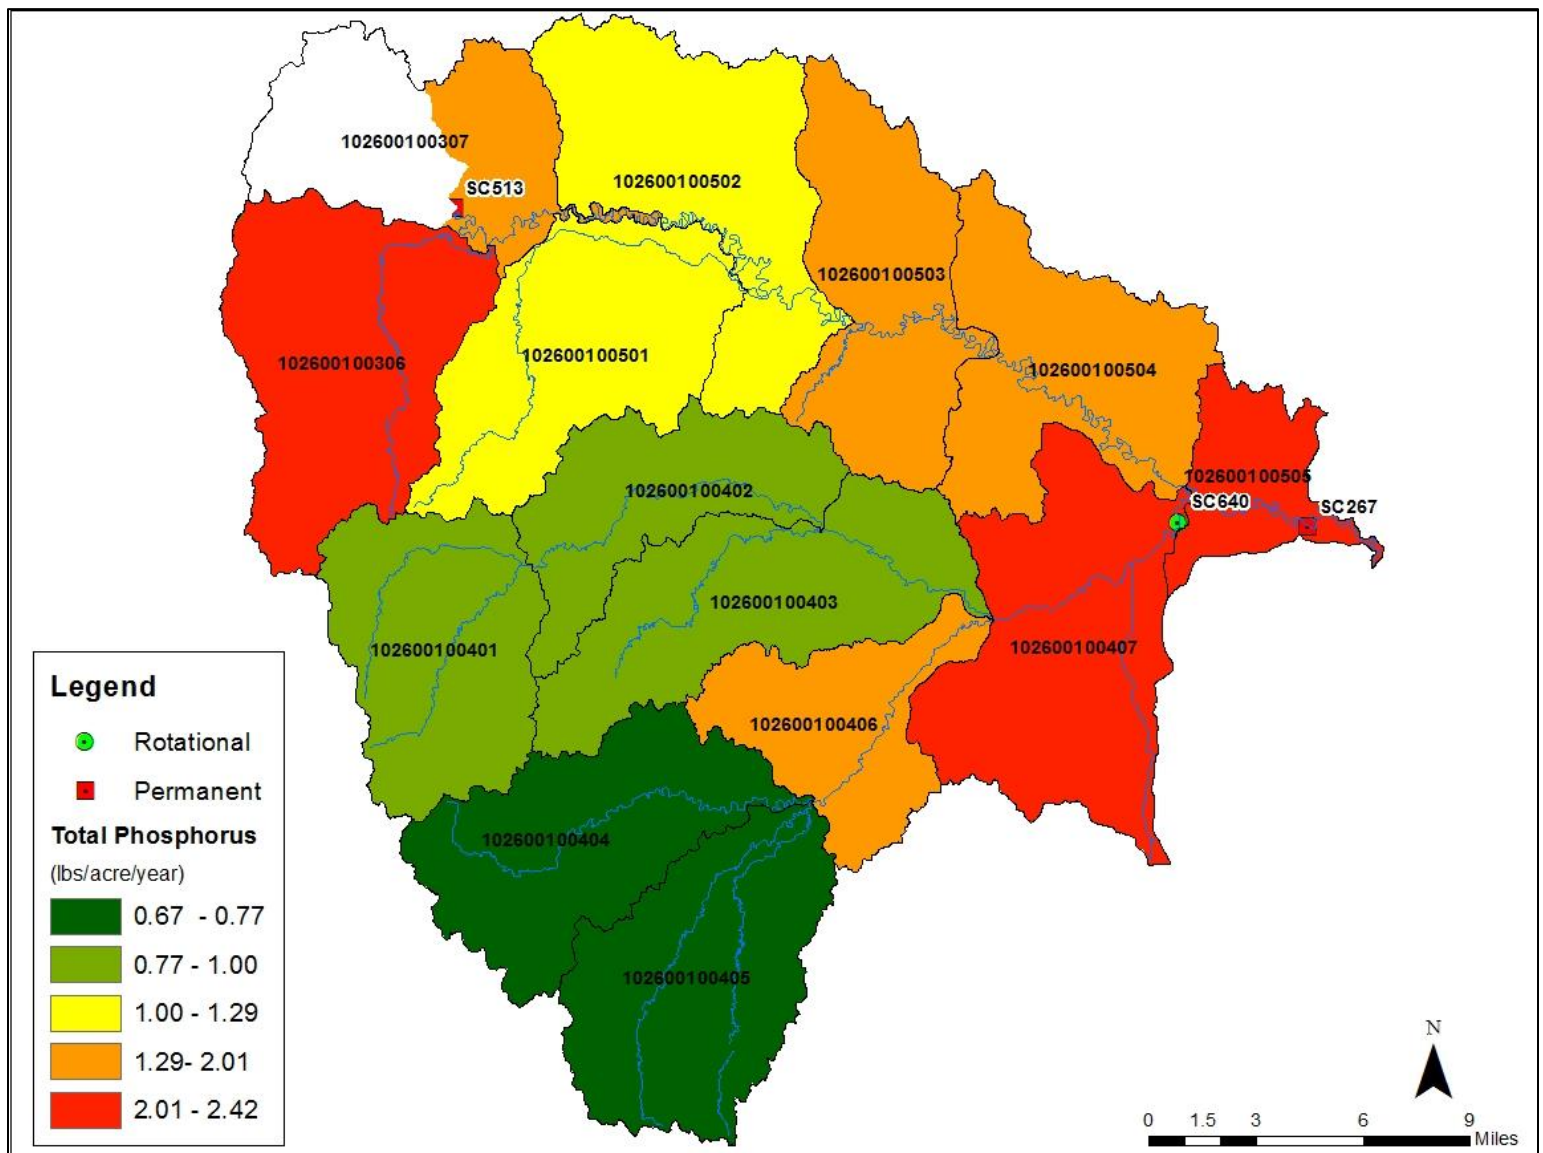 102600100307
SC513
102600100502
102600100503
102600100306
102600100501
102600100504
102600100402
102600100505
SC640
SC267
102600100403
102600100401
102600100407
102600100406
102600100404
102600100405
Legend
Rotational
Permanent
Total Phosphorus
(lbs/acre/year)
0.67 - 0.77
0.77 - 1.00
1.00 - 1.29
1.29- 2.01
2.01 - 2.42
N
0 1.5 3 6 9
Miles